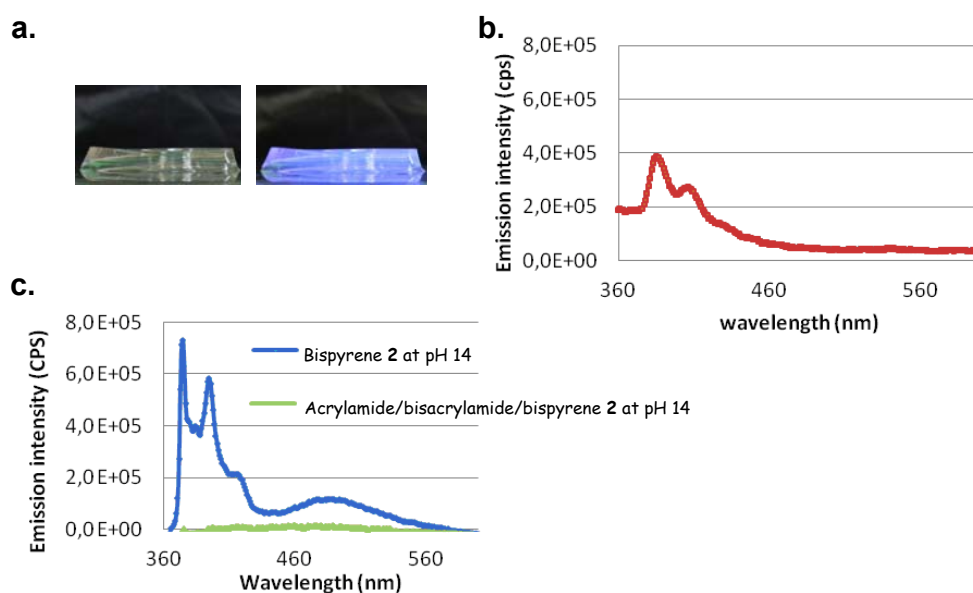 a.
b.
8,0E+05
6,0E+05
4,0E+05
2,0E+05
0,0E+00
Emission intensity (cps)
360 460 560
wavelength (nm)
c.
8,0E+05
6,0E+05
4,0E+05
2,0E+05
0,0E+00
Emission intensity (CPS)
Bispyrene 2 at pH 14
Acrylamide/bisacrylamide/bispyrene 2 at pH 14
360 460 560
Wavelength (nm)